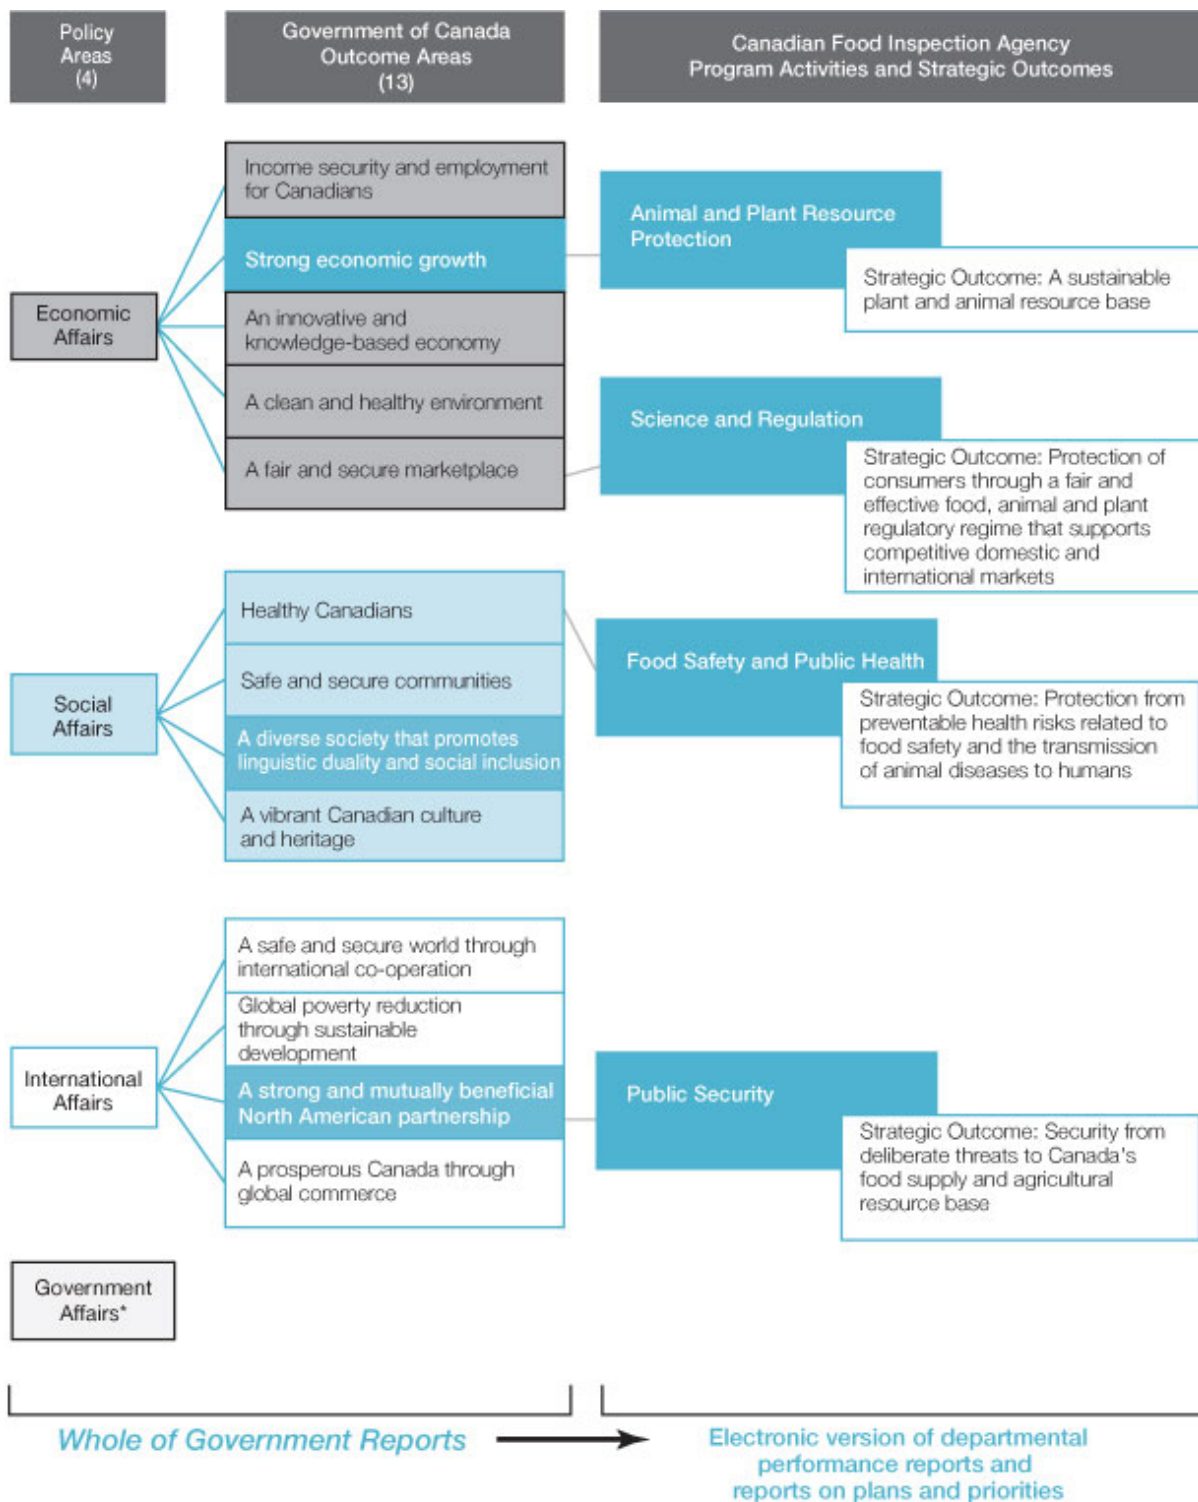 Policy
Areas
(4)
Government of Canada
Outcome Areas
(13)
Canadian Food Inspection Agency
Program Activities and Strategic Outcomes
Economic
Affairs
Income security and employment
for Canadians
Strong economic growth
An innovative and
knowledge-based economy
A clean and healthy environment
A fair and secure marketplace
Animal and Plant Resource
Protection
Strategic Outcome: A sustainable
plant and animal resource base
Science and Regulation
Strategic Outcome: Protection of
consumers through a fair and
effective food, animal and plant
regulatory regime that supports
competitive domestic and
international markets
Social
Affairs
Healthy Canadians
Safe and secure communities
A diverse society that promotes
linguistic duality and social inclusion
A vibrant Canadian culture
and heritage
Food Safety and Public Health
Strategic Outcome: Protection from
preventable health risks related to
food safety and the transmission
of animal diseases to humans
International
Affairs
A safe and secure world through
international co-operation
Global poverty reduction
through sustainable
development
A strong and mutually beneficial
North American partnership
A prosperous Canada through
global commerce
Public Security
Strategic Outcome: Security from
deliberate threats to Canada's
food supply and agricultural
resource base
Government
Affairs*
Whole of Government Reports
Electronic version of departmental
performance reports and
reports on plans and priorities